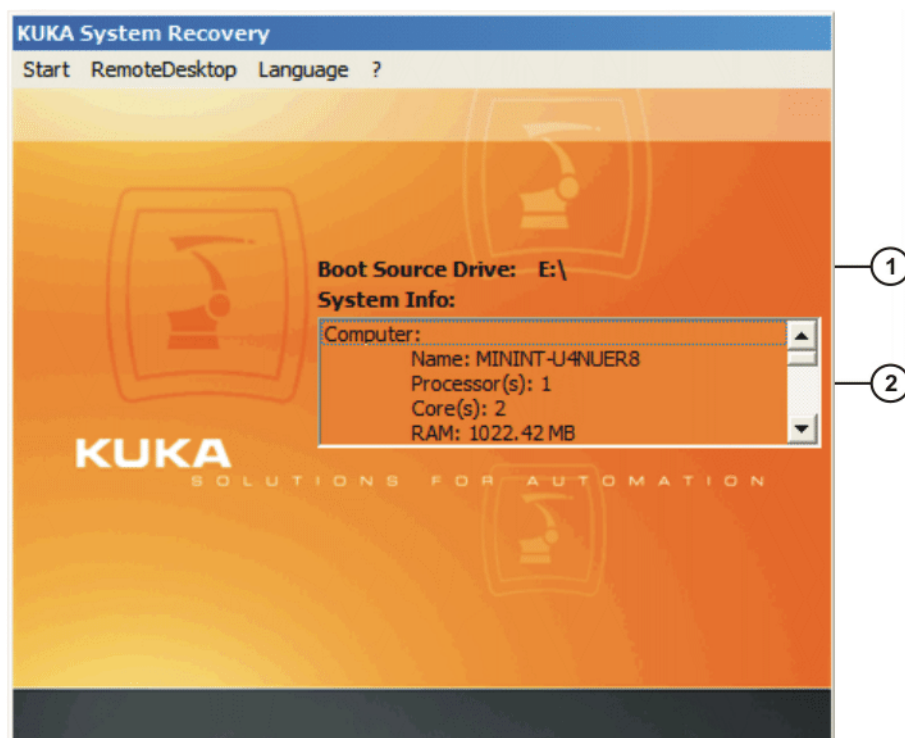 KUKA System Recovery
Start RemoteDesktop Language ?
Boot Source Drive: E:\
1
System Info:
Computer:
Name: MININT-U4NUER8
Processor(s): 1
2
Core(s): 2
RAM: 1022.42 MB
KUKA
SOLUTIONS FOR AUTOMATION